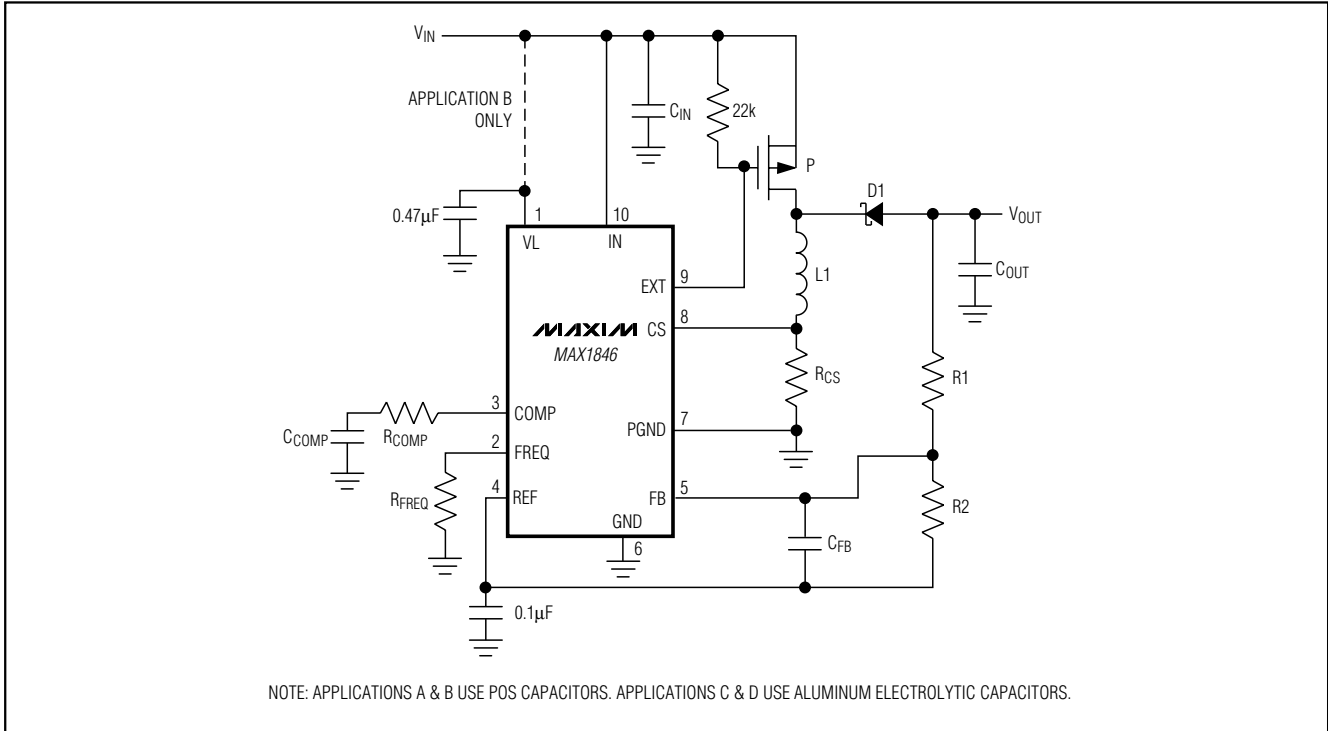 VIN
APPLICATION B
ONLY
CIN
22k
P
D1
VOUT
0.47μF
1
10
VL
IN
COUT
L1
EXT
9
MAXIM
CS
8
MAX1846
RCS
R1
3
COMP
PGND
7
CCOMP
RCOMP
2
FREQ
4
REF
FB
5
RFREQ
R2
GND
6
CFB
0.1μF
NOTE: APPLICATIONS A & B USE POS CAPACITORS. APPLICATIONS C & D USE ALUMINUM ELECTROLYTIC CAPACITORS.